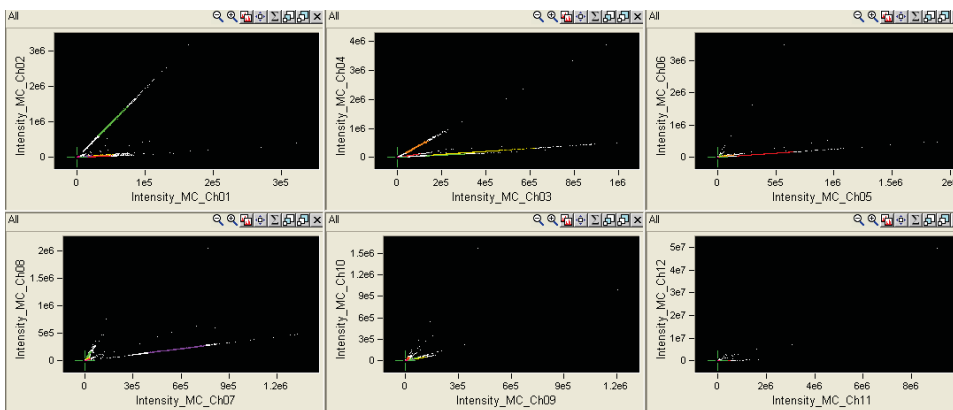 All
All
All
Intensity_MC_Ch02
3e6
2e6
1e6
0
0
1e5
2e5
3e5
Intensity_MC_Ch01
Intensity_MC_Ch04
4e6
3e6
2e6
1e6
0
0
2e5
4e5
6e5
8e5
1e6
Intensity_MC_Ch03
Intensity_MC_Ch06
3e6
2e6
1e6
0
0
5e5
1e6
1.5e6
2e
Intensity_MC_Ch05
All
All
All
Intensity_MC_Ch08
2e6
1.5e6
1e6
5e5
0
0
3e5
6e5
9e5
1.2e6
Intensity_MC_Ch07
Intensity_MC_Ch10
1.5e6
1.2e6
9e5
6e5
3e5
0
0
3e5
6e5
9e5
1.2e6
Intensity_MC_Ch09
Intensity_MC_Ch12
5e7
4e7
3e7
2e7
1e7
0
0
2e6
4e6
6e6
8e6
Intensity_MC_Ch11